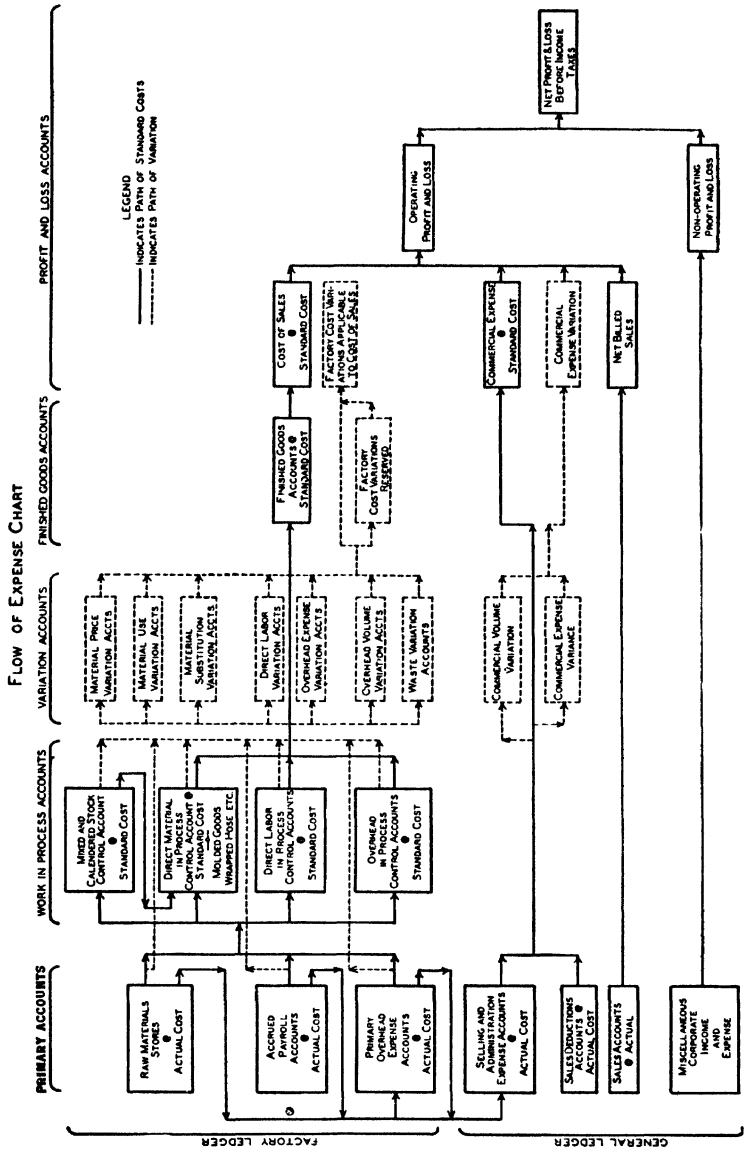 FLOW OF EXPENSE CHART
PRIMARY ACCOUNTS
WORK IN PROCESS ACCOUNTS
VARIATION ACCOUNTS
FINISHED GOODS ACCOUNTS
PROFIT AND LOSS ACCOUNTS
FACTORY LEDGER
GENERAL LEDGER
LEGEND
INDICATES PATH OF STANDARD COSTS
INDICATES PATH OF VARIATION
RAW MATERIALS
STORES
@
ACTUAL COST
ACCRUED
PAYROLL
ACCOUNTS
@
ACTUAL COST
PRIMARY
OVERHEAD
EXPENSE
ACCOUNTS
@
ACTUAL COST
SELLING AND
ADMINISTRATION
EXPENSE ACCOUNTS
@
ACTUAL COST
SALES DEDUCTIONS
ACCOUNTS @
ACTUAL COST
SALES ACCOUNTS
@ ACTUAL
MISCELLANEOUS
CORPORATE
INCOME
AND
EXPENSE
MIXED AND
CALENDERED STOCK
CONTROL ACCOUNT
@
STANDARD COST
DIRECT MATERIAL
IN PROCESS
CONTROL ACCOUNT @
STANDARD COST
MOLDED GOODS
WRAPPED HOSE ETC.
DIRECT LABOR
IN PROCESS
CONTROL ACCOUNTS
@
STANDARD COST
OVERHEAD
IN PROCESS
CONTROL ACCOUNTS
@
STANDARD COST
MATERIAL PRICE
VARIATION ACCTS
MATERIAL USE
VARIATION ACCTS.
MATERIAL
SUBSTITUTION
VARIATION ACCTS.
DIRECT LABOR
VARIATION ACCTS.
OVERHEAD EXPENSE
VARIATION ACCTS.
OVERHEAD VOLUME
VARIATION ACCTS.
WASTE VARIATION
ACCOUNTS
COMMERCIAL VOLUME
VARIATION
COMMERCIAL EXPENSE
VARIANCE
FINISHED GOODS
ACCOUNTS @
STANDARD COST
FACTORY
COST VARIATIONS
RESERVED
COST OF SALES
@
STANDARD COST
FACTORY COST VARI-
ATIONS APPLICABLE
TO COST OF SALES
COMMERCIAL EXPENSE
@
STANDARD COST
COMMERCIAL
EXPENSE VARIATION
NET BILLED
SALES
OPERATING
PROFIT AND LOSS
NON-OPERATING
PROFIT AND LOSS
NET PROFIT & LOSS
BEFORE INCOME
TAXES